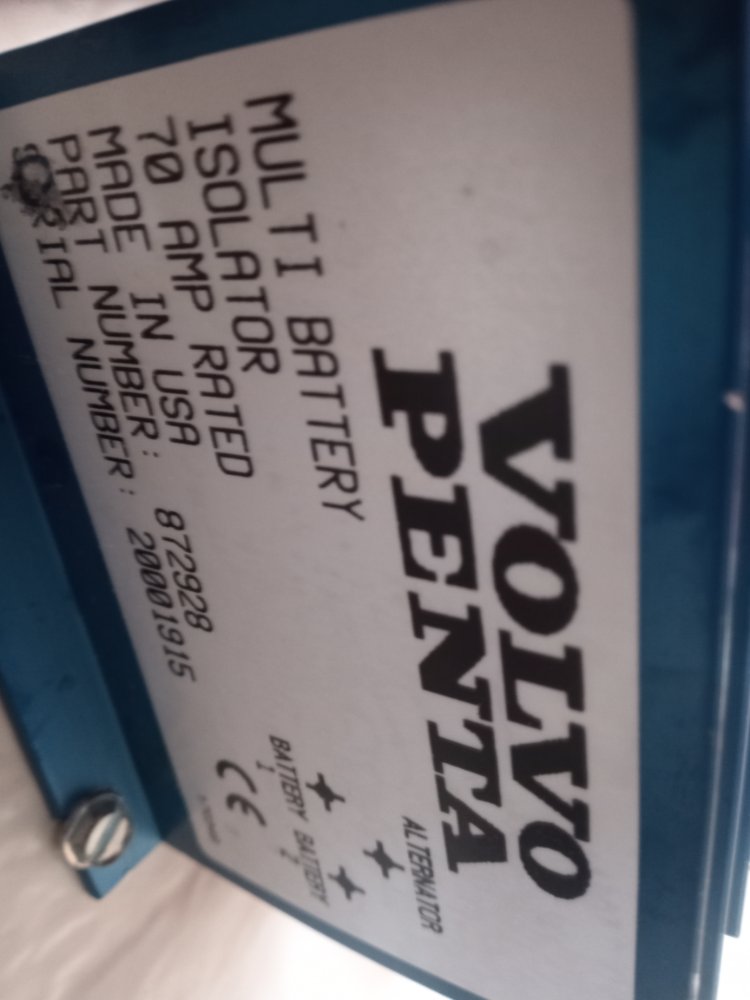 VOLVO
PENTA
MULTI BATTERY
ISOLATOR
70 AMP RATED
MADE IN USA
PART NUMBER: 872928
SERIAL NUMBER: 20001915
ALTERNATOR
BATTERY 1
BATTERY 2
CE